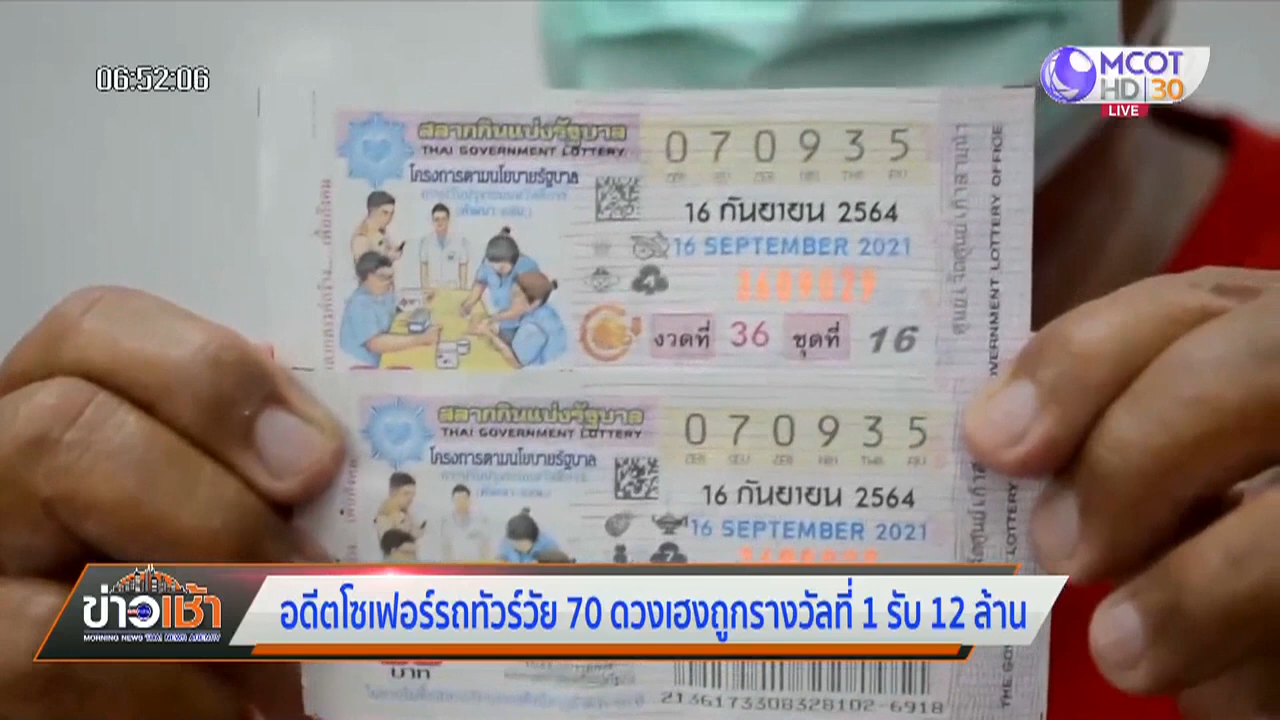 06:52:06
MCOT
HD 30
LIVE
สลากกินแบ่งรัฐบาล
THAI GOVERNMENT LOTTERY
โครงการตามนโยบายรัฐบาล
070935
16 กันยายน 2564
16 SEPTEMBER 2021
งวดที่ 36 ชุดที่ 16
GOVERNMENT LOTTERY OFFICE
สลากกินแบ่งรัฐบาล
THAI GOVERNMENT LOTTERY
โครงการตามนโยบายรัฐบาล
070935
16 กันยายน 2564
16 SEPTEMBER 2021
ข่าวเช้า
MORNING NEWS THAI NEWS AGENCY
อดีตโซเฟอร์รถทัวร์วัย 70 ดวงเฮงถูกรางวัลที่ 1 รับ 12 ล้าน
บาท
2136173308328102-6918